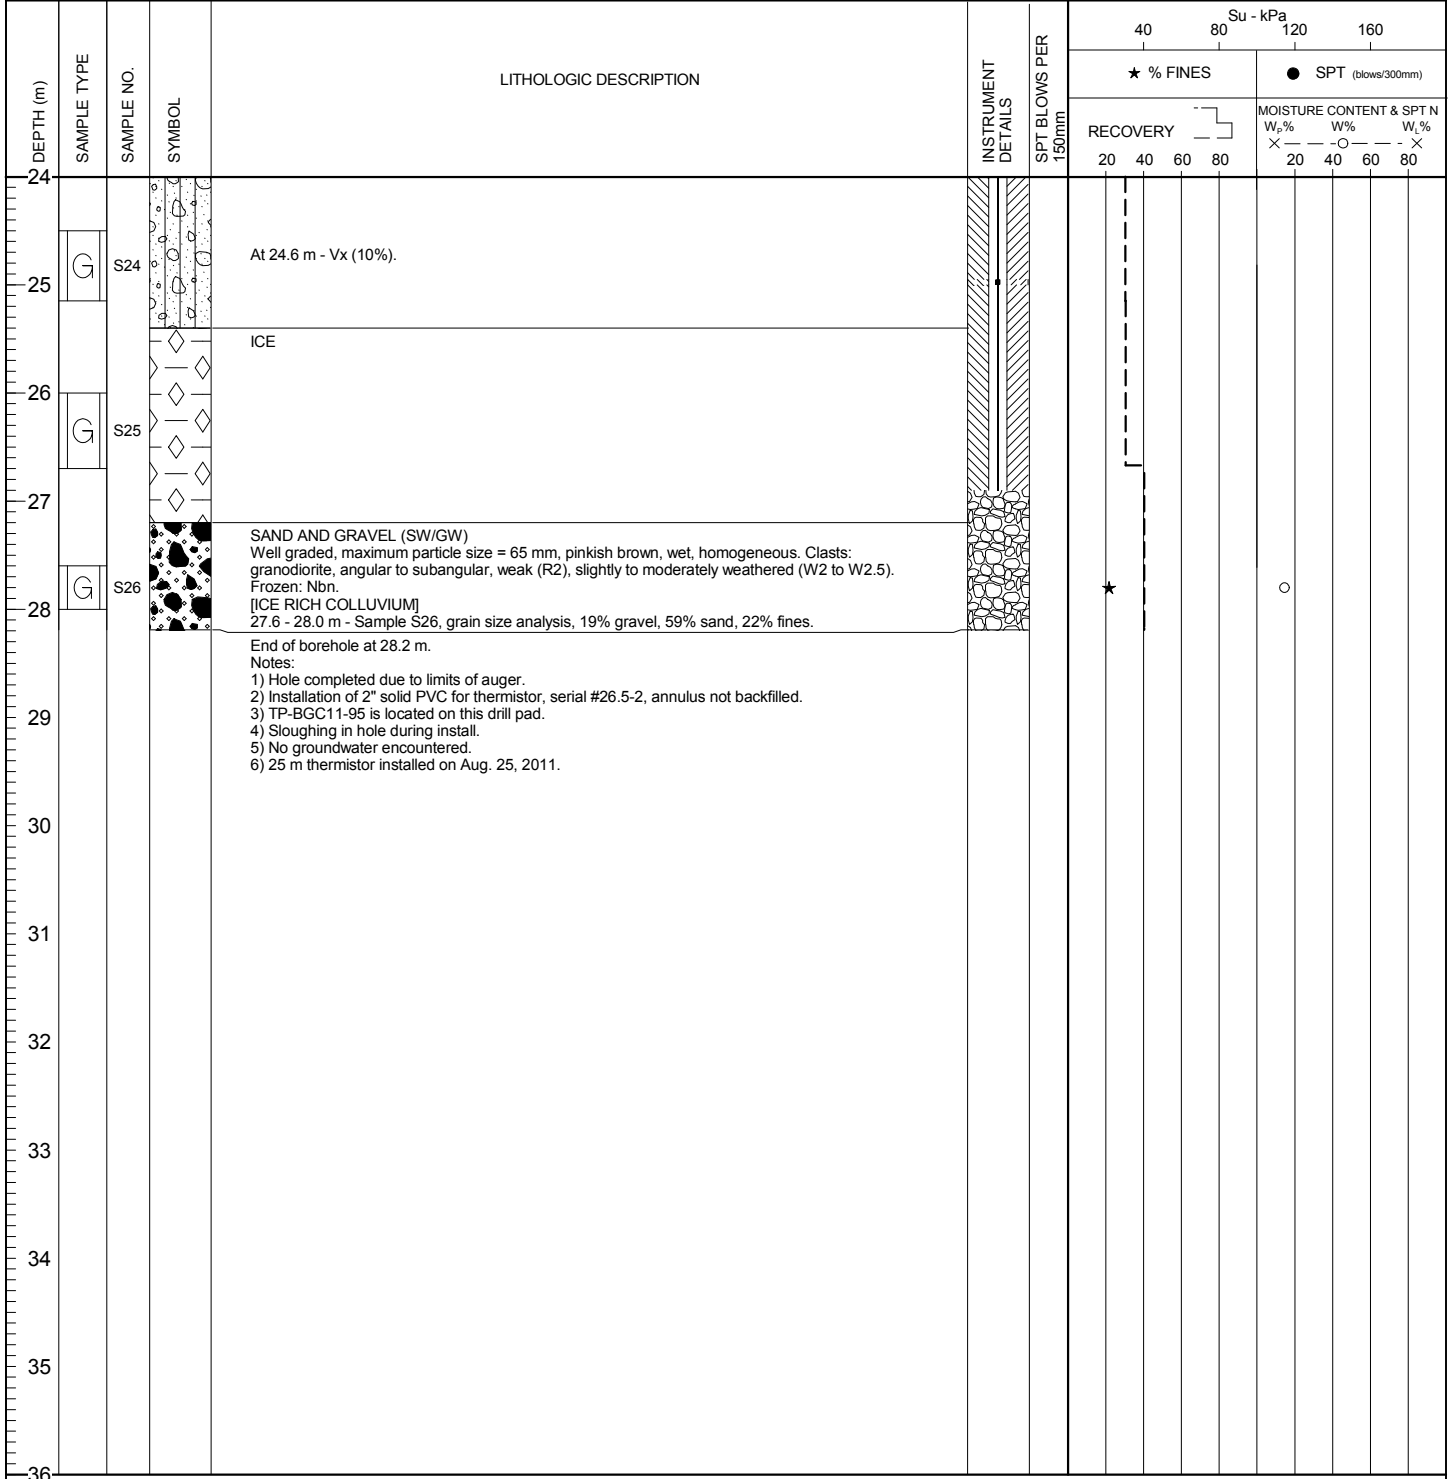 DEPTH (m)
SAMPLE TYPE
SAMPLE NO.
SYMBOL
LITHOLOGIC DESCRIPTION
INSTRUMENT
DETAILS
SPT BLOWS PER
150mm
Su - kPa
40 80 120 160
★ % FINES
● SPT (blows/300mm)
RECOVERY
MOISTURE CONTENT & SPT N
WP% W% WL%
20 40 60 80 20 40 60 80
24
At 24.6 m - Vx (10%).
G S24
25
ICE
26
G S25
27
SAND AND GRAVEL (SW/GW)
Well graded, maximum particle size = 65 mm, pinkish brown, wet, homogeneous. Clasts:
granodiorite, angular to subangular, weak (R2), slightly to moderately weathered (W2 to W2.5).
Frozen: Nbn.
[ICE RICH COLLUVIUM]
27.6 - 28.0 m - Sample S26, grain size analysis, 19% gravel, 59% sand, 22% fines.
G S26
28
End of borehole at 28.2 m.
Notes:
1) Hole completed due to limits of auger.
2) Installation of 2" solid PVC for thermistor, serial #26.5-2, annulus not backfilled.
3) TP-BGC11-95 is located on this drill pad.
4) Sloughing in hole during install.
5) No groundwater encountered.
6) 25 m thermistor installed on Aug. 25, 2011.
29
30
31
32
33
34
35
36